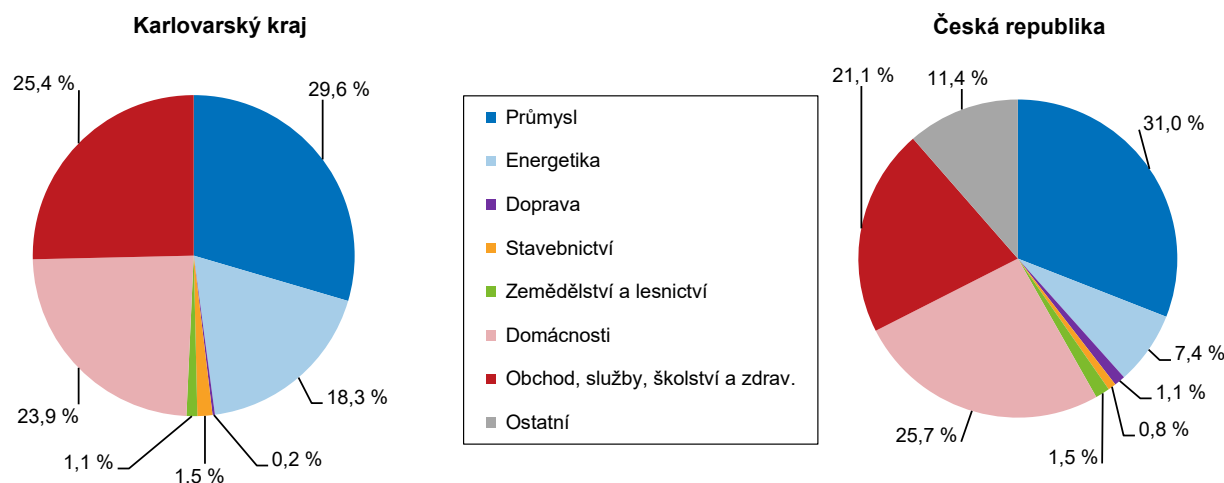 Karlovarský kraj
25,4 %
29,6 %
18,3 %
0,2 %
1,5 %
1,1 %
23,9 %
Průmysl
Energetika
Doprava
Stavebnictví
Zemědělství a lesnictví
Domácnosti
Obchod, služby, školství a zdrav.
Ostatní
Česká republika
21,1 %
11,4 %
31,0 %
7,4 %
1,1 %
0,8 %
1,5 %
25,7 %